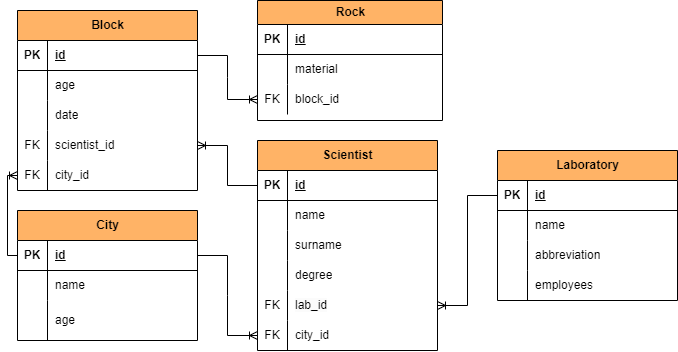 Block
PK id
age
date
FK scientist_id
FK city_id
Rock
PK id
material
FK block_id
Scientist
PK id
name
surname
degree
FK lab_id
FK city_id
Laboratory
PK id
name
abbreviation
employees
City
PK id
name
age